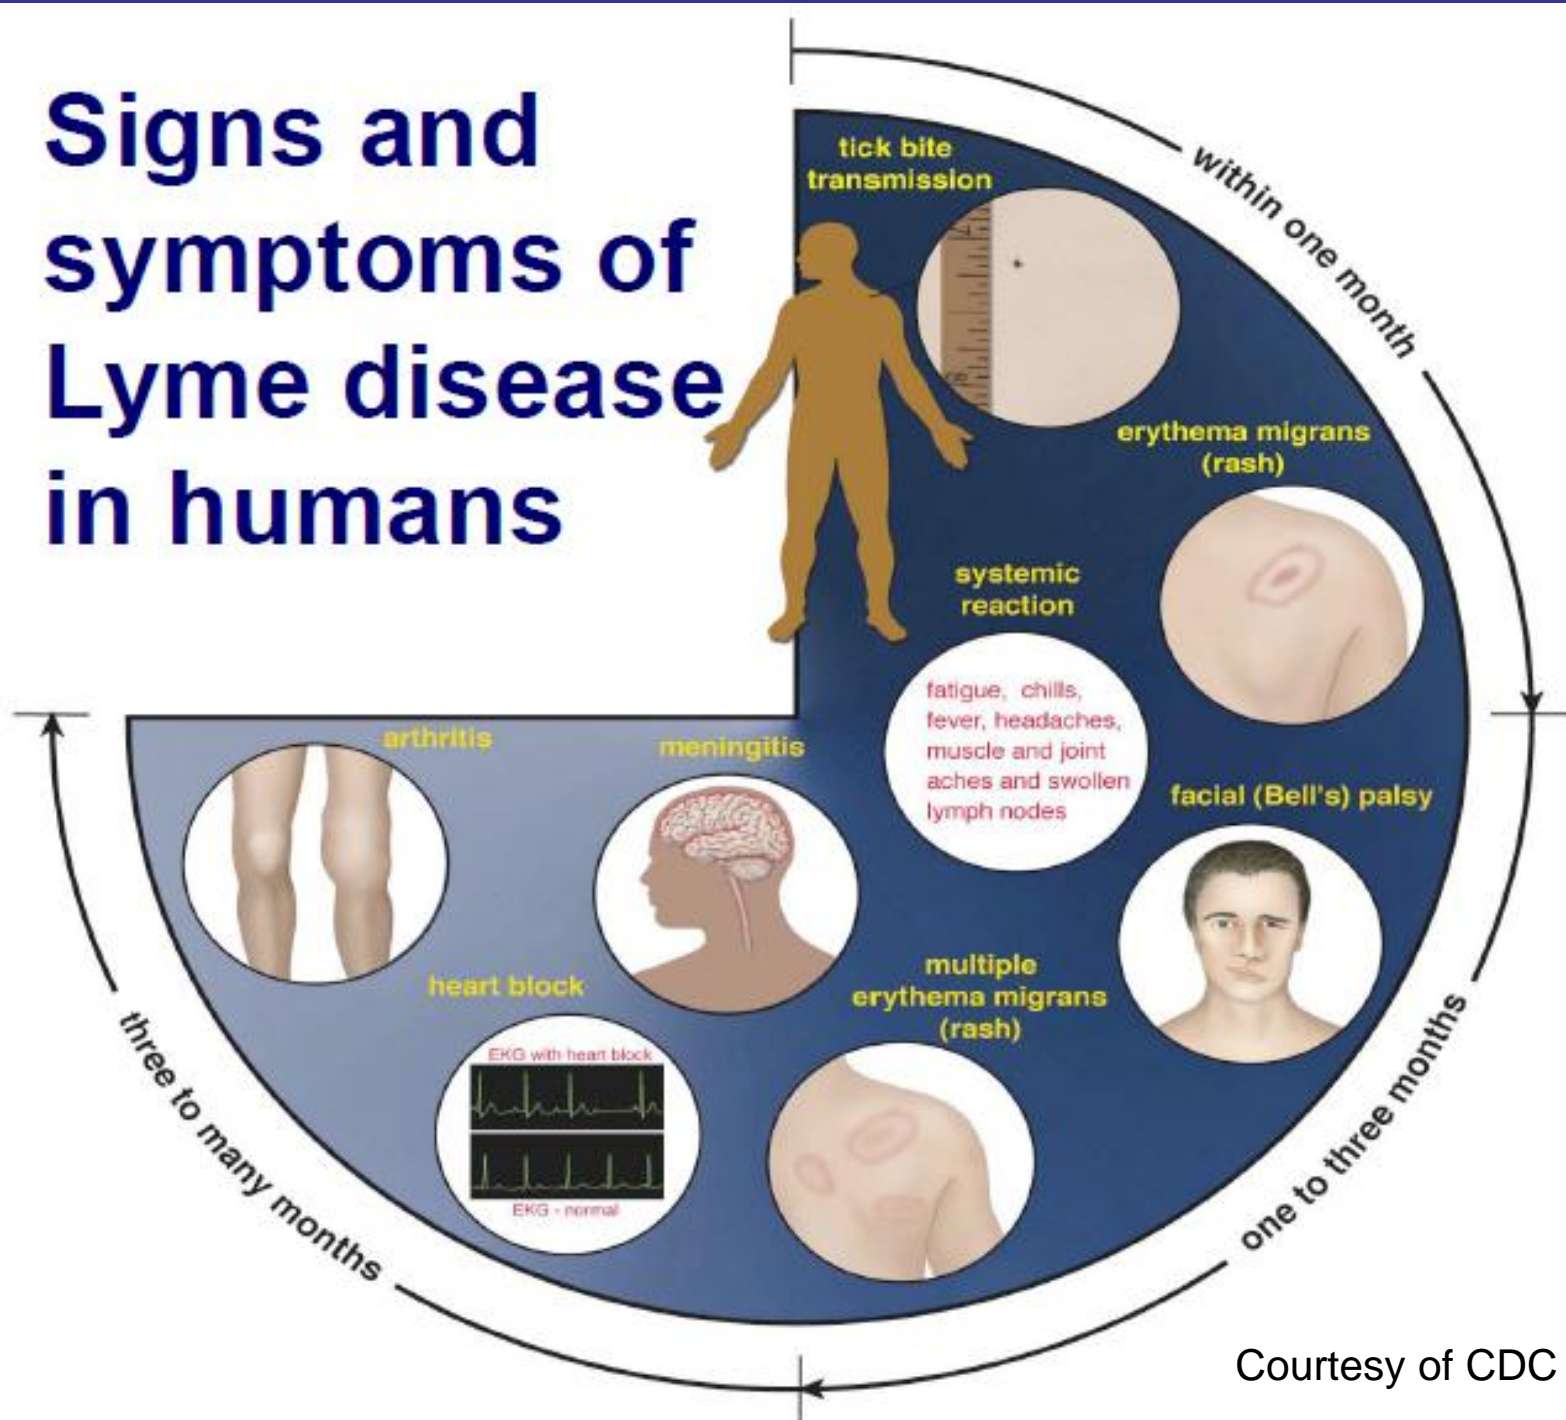 Signs and
symptoms of
Lyme disease
in humans
tick bite
transmission
within one month
erythema migrans
(rash)
systemic
reaction
fatigue, chills,
fever, headaches,
muscle and joint
aches and swollen
lymph nodes
facial (Bell's) palsy
one to three months
multiple
erythema migrans
(rash)
meningitis
heart block
EKG with heart block
EKG - normal
arthritis
three to many months
Courtesy of CDC